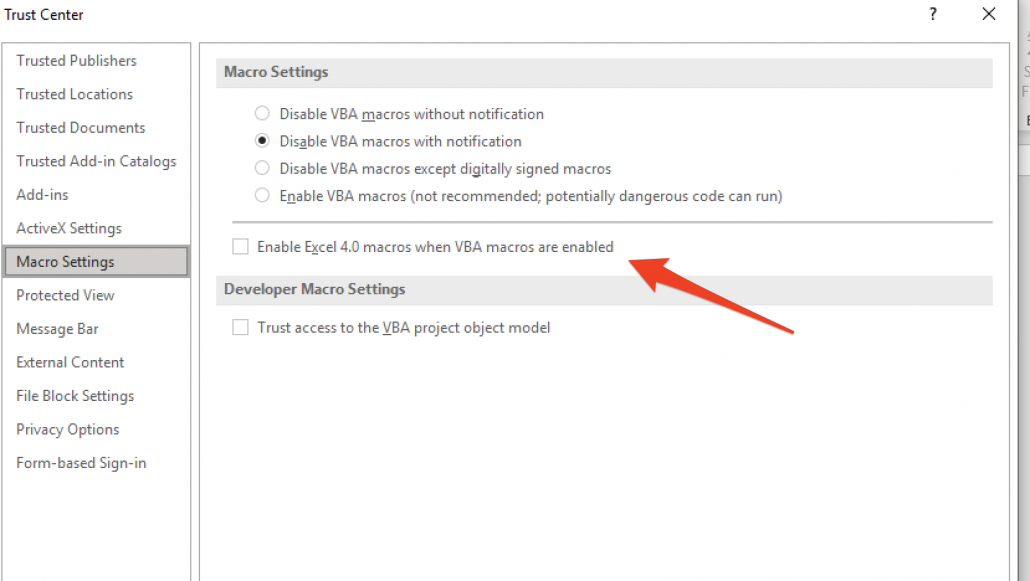 Trust Center
?
Trusted Publishers
Trusted Locations
Trusted Documents
Trusted Add-in Catalogs
Add-ins
ActiveX Settings
Macro Settings
Protected View
Message Bar
External Content
File Block Settings
Privacy Options
Form-based Sign-in
Macro Settings
Disable VBA macros without notification
Disable VBA macros with notification
Disable VBA macros except digitally signed macros
Enable VBA macros (not recommended; potentially dangerous code can run)
Enable Excel 4.0 macros when VBA macros are enabled
Developer Macro Settings
Trust access to the VBA project object model